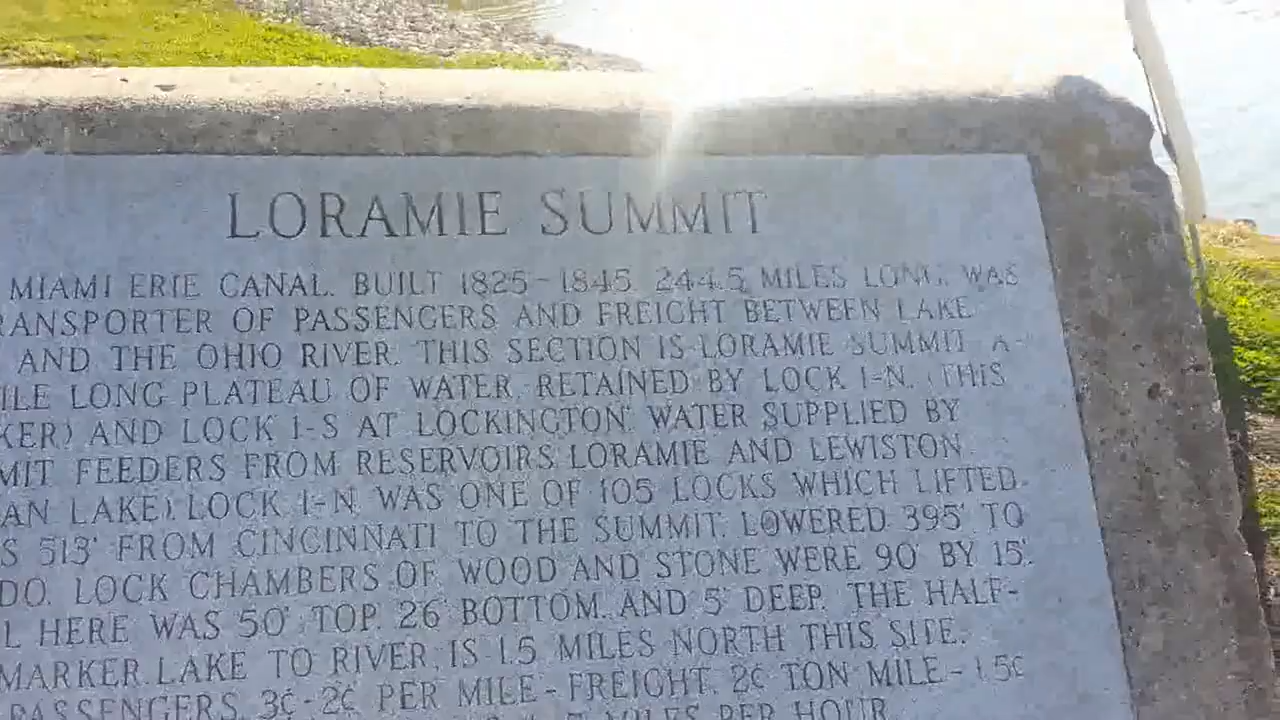 LORAMIE SUMMIT
MIAMI ERIE CANAL. BUILT 1825-1845. 244.5 MILES LONG. WAS
RANSPORTER OF PASSENGERS AND FREIGHT BETWEEN LAKE
AND THE OHIO RIVER. THIS SECTION IS LORAMIE SUMMIT A
ILE LONG PLATEAU OF WATER, RETAINED BY LOCK 1-N. (THIS
KER) AND LOCK 1-S AT LOCKINGTON. WATER SUPPLIED BY
MIT FEEDERS FROM RESERVOIRS LORAMIE AND LEWISTON
AN LAKE) LOCK 1-N WAS ONE OF 105 LOCKS WHICH LIFTED
S 513' FROM CINCINNATI TO THE SUMMIT. LOWERED 395' TO
DO. LOCK CHAMBERS OF WOOD AND STONE WERE 90' BY 15'.
L HERE WAS 50' TOP. 26 BOTTOM. AND 5' DEEP. THE HALF-
MARKER. LAKE TO RIVER, IS 1.5 MILES NORTH THIS SITE.
PASSENGERS. 3¢-2¢ PER MILE-FREIGHT. 2¢ TON MILE-1.5¢
MILES PER HOUR